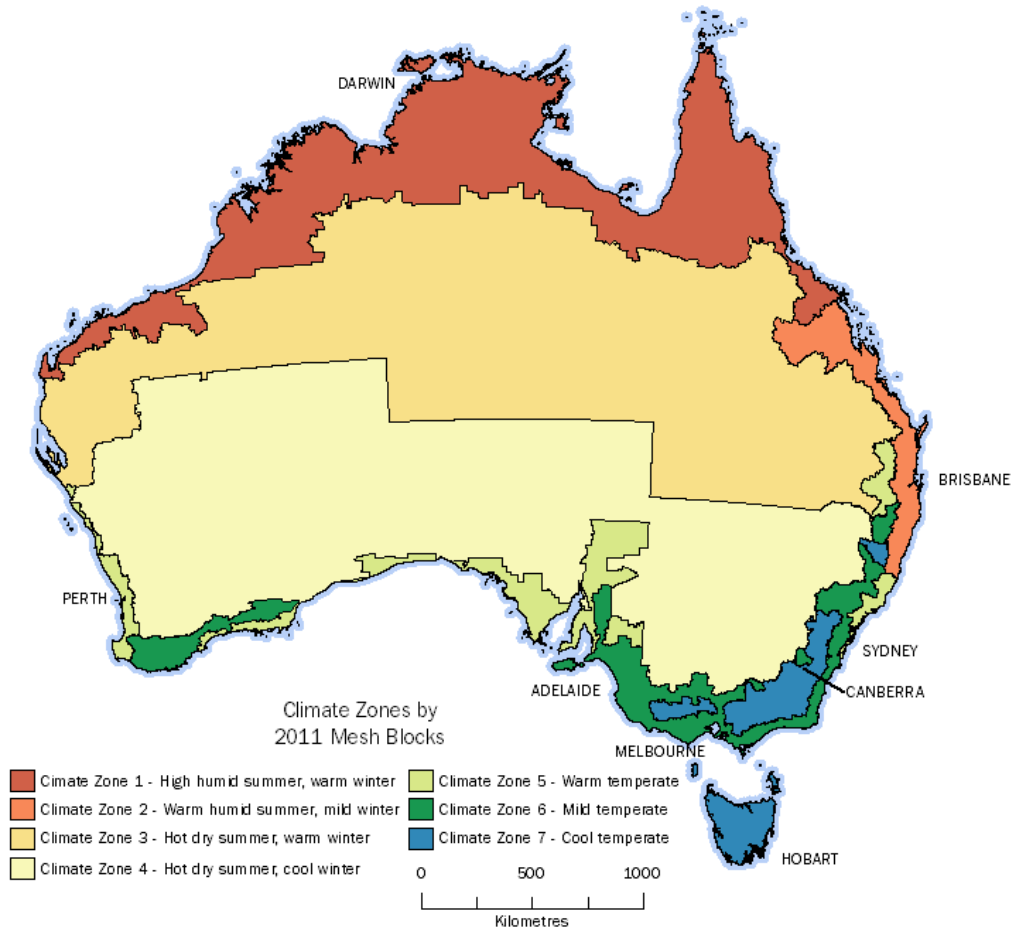 DARWIN
BRISBANE
PERTH
SYDNEY
ADELAIDE
CANBERRA
MELBOURNE
HOBART
Climate Zones by
2011 Mesh Blocks
Cimate Zone 1 - High humid summer, warm winter
Climate Zone 2 - Warm humid summer, mild winter
Climate Zone 3 - Hot dry summer, warm winter
Climate Zone 4 - Hot dry summer, cool winter
Climate Zone 5 - Warm temperate
Climate Zone 6 - Mild temperate
Climate Zone 7 - Cool temperate
0 500 1000
Kilometres